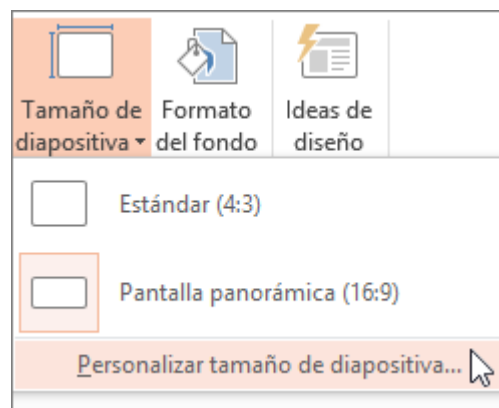 Tamaño de
diapositiva
Formato
del fondo
Ideas de
diseño
Estándar (4:3)
Pantalla panorámica (16:9)
Personalizar tamaño de diapositiva...